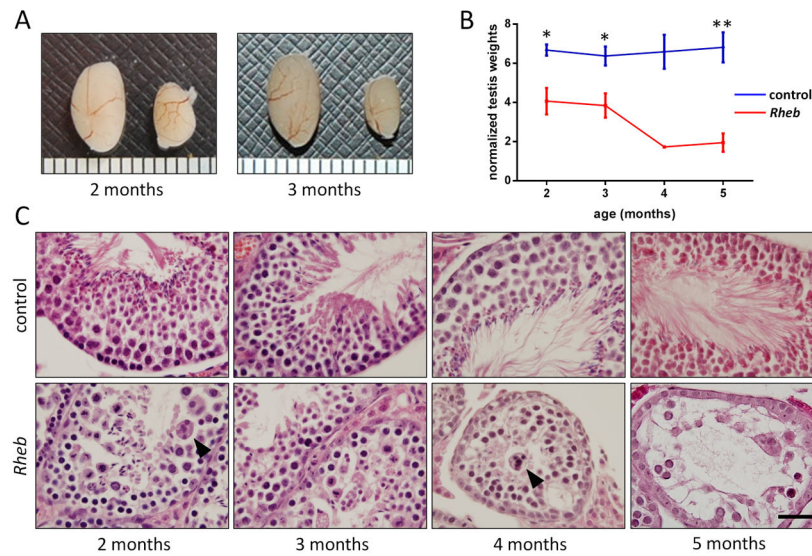 A
2 months
3 months
B
normalized testis weights
8
6
4
2
0
* * **
2 3 4 5
age (months)
control
Rheb
C
control
Rheb
2 months
3 months
4 months
5 months